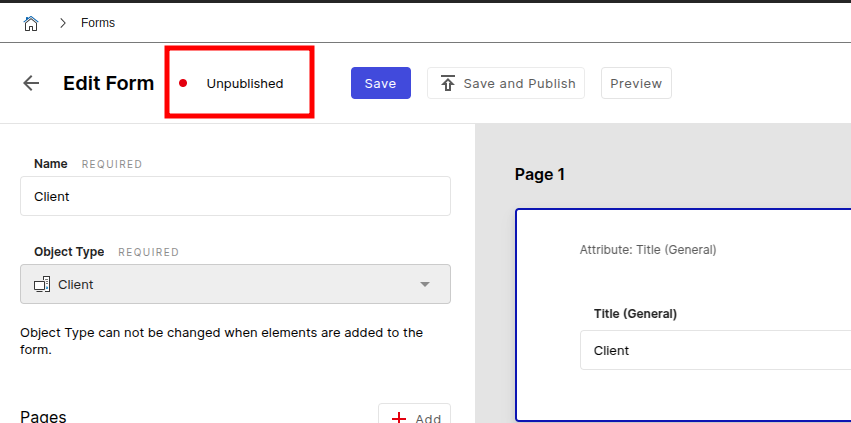 Forms
Edit Form
Unpublished
Save
Save and Publish
Preview
Name REQUIRED
Client
Object Type REQUIRED
Client
Object Type can not be changed when elements are added to the
form.
Pages
Add
Page 1
Attribute: Title (General)
Title (General)
Client